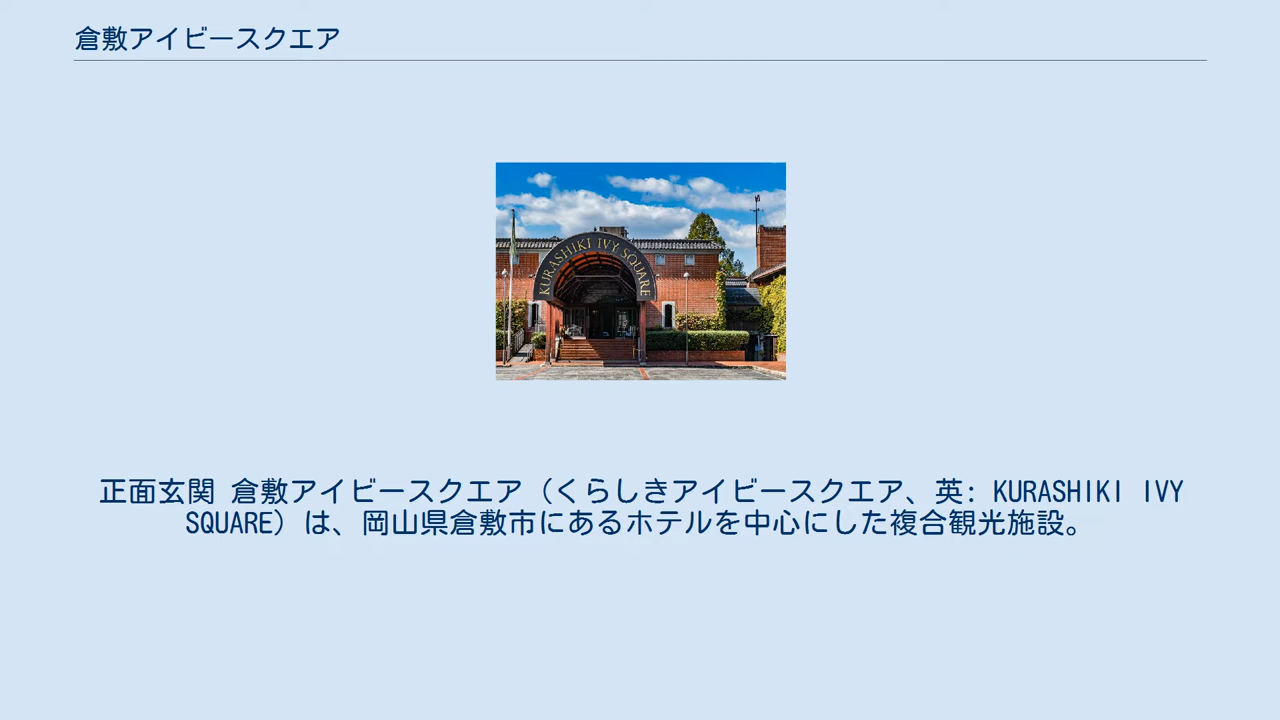 倉敷アイビースクエア
KURASHIKI IVY SQUARE
正面玄関 倉敷アイビースクエア（くらしきアイビースクエア、英: KURASHIKI IVY
SQUARE）は、岡山県倉敷市にあるホテルを中心にした複合観光施設。